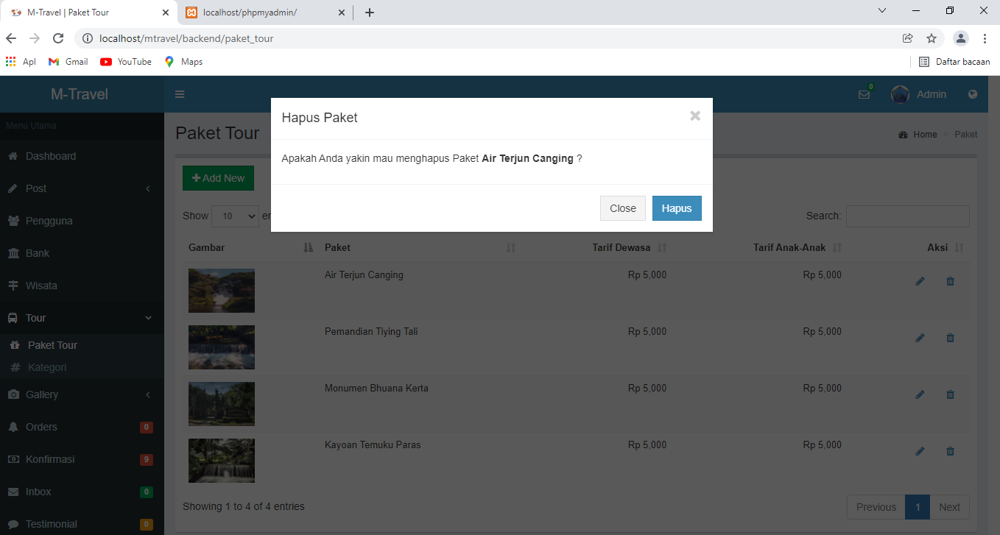 M-Travel | Paket Tour
localhost/phpmyadmin/
localhost/mtravel/backend/paket_tour
Apl Gmail YouTube Maps Daftar bacaan
M-Travel 0 Admin
Menu Utama
Dashboard
Post
Pengguna
Bank
Wisata
Tour
Paket Tour
Kategori
Gallery
Orders 0
Konfirmasi 9
Inbox 0
Testimonial 0
Paket Tour
Home > Paket
Hapus Paket ×
Apakah Anda yakin mau menghapus Paket Air Terjun Canging ?
Close Hapus
Add New
Show 10 er
Search:
Gambar Paket Tarif Dewasa Tarif Anak-Anak Aksi
Air Terjun Canging Rp 5,000 Rp 5,000
Pemandian Tiying Tali Rp 5,000 Rp 5,000
Monumen Bhuana Kerta Rp 5,000 Rp 5,000
Kayoan Temuku Paras Rp 5,000 Rp 5,000
Showing 1 to 4 of 4 entries
Previous 1 Next